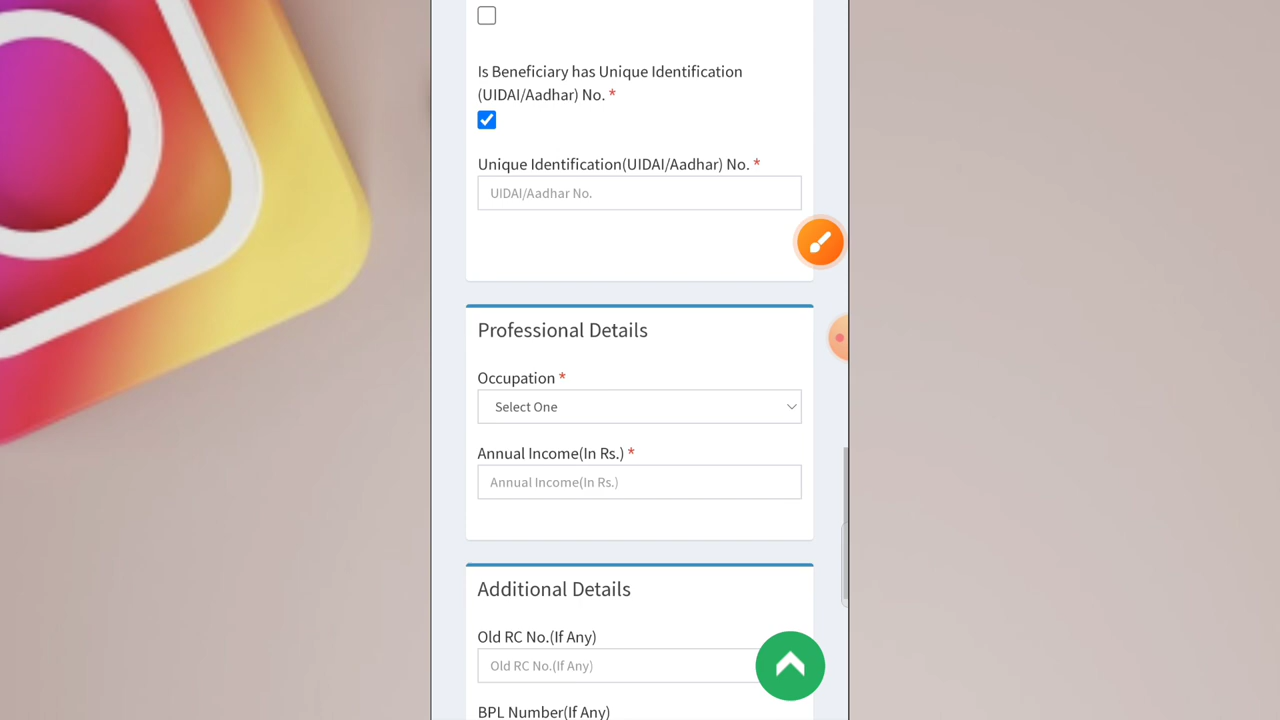 Is Beneficiary has Unique Identification
(UIDAI/Aadhar) No. *
Unique Identification(UIDAI/Aadhar) No. *
UIDAI/Aadhar No.
Professional Details
Occupation *
Select One
Annual Income(In Rs.) *
Annual Income(In Rs.)
Additional Details
Old RC No.(If Any)
Old RC No.(If Any)
BPL Number(If Any)